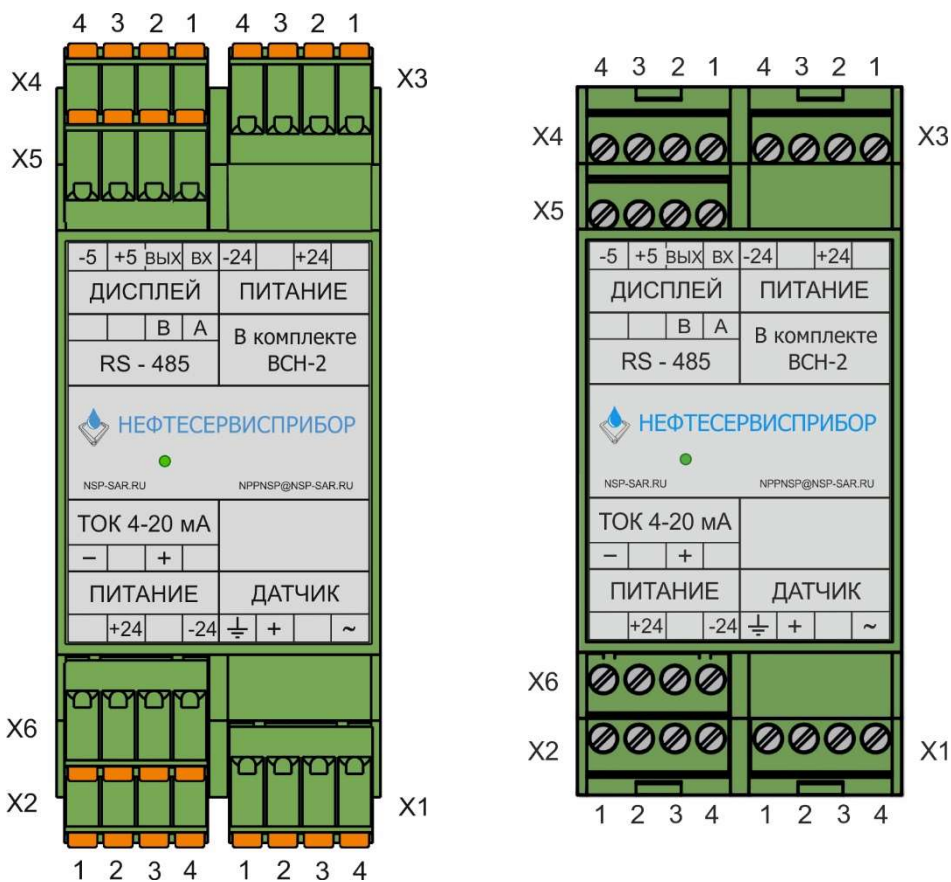 4 3 2 1 4 3 2 1
X4 X3
X5
-5 +5 ВЫХ ВХ -24 +24
ДИСПЛЕЙ ПИТАНИЕ
B A В комплекте
RS - 485 ВСН-2
НЕФТЕСЕРВИСПРИБОР
NSP-SAR.RU NPPNSP@NSP-SAR.RU
ТОК 4-20 мА
− +
ПИТАНИЕ ДАТЧИК
+24 -24 ⏚ + ~
X6
X2 X1
1 2 3 4 1 2 3 4
4 3 2 1 4 3 2 1
X4 X3
X5
-5 +5 ВЫХ ВХ -24 +24
ДИСПЛЕЙ ПИТАНИЕ
B A В комплекте
RS - 485 ВСН-2
НЕФТЕСЕРВИСПРИБОР
NSP-SAR.RU NPPNSP@NSP-SAR.RU
ТОК 4-20 мА
− +
ПИТАНИЕ ДАТЧИК
+24 -24 ⏚ + ~
X6
X2 X1
1 2 3 4 1 2 3 4